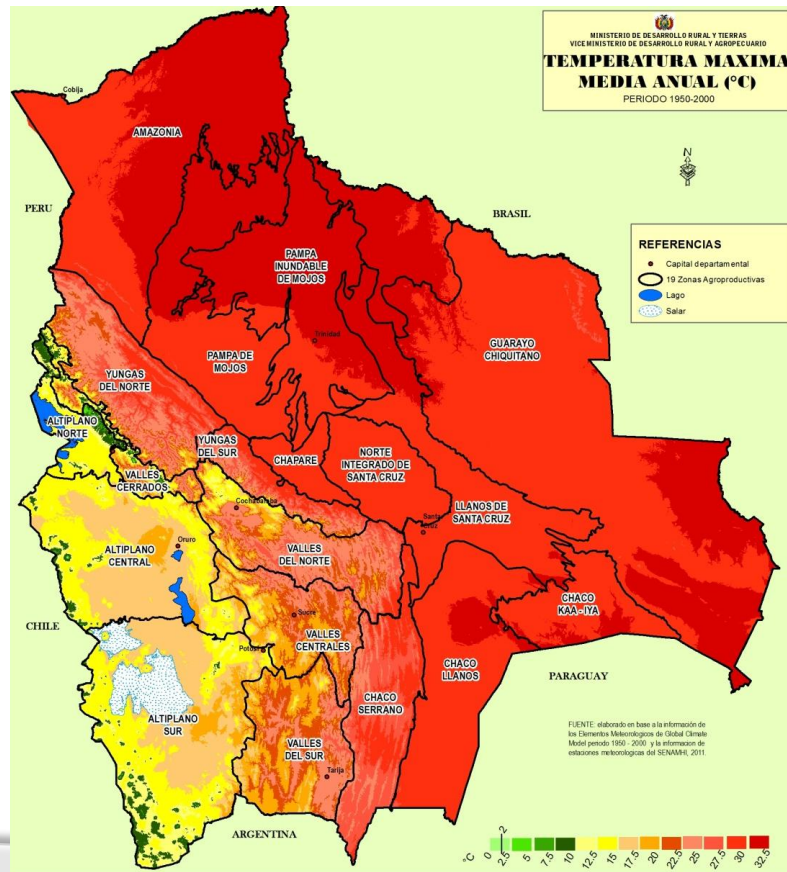 MINISTERIO DE DESARROLLO RURAL Y TIERRAS
VICEMINISTERIO DE DESARROLLO RURAL Y AGROPECUARIO
TEMPERATURA MAXIMA
MEDIA ANUAL (°C)
PERIODO 1950-2000
N
Cobija
AMAZONIA
PERU
BRASIL
REFERENCIAS
Capital departamental
19 Zonas Agroproductivas
Lago
Salar
PAMPA
INUNDABLE
DE MOJOS
Trinidad
GUARAYO
CHIQUITANO
PAMPA DE
MOJOS
YUNGAS
DEL NORTE
ALTIPLANO
NORTE
YUNGAS
DEL SUR
CHAPARE
NORTE
INTEGRADO DE
SANTA CRUZ
VALLES
CERRADOS
Cochabamba
LLANOS DE
SANTA CRUZ
Santa
Cruz
Oruro
ALTIPLANO
CENTRAL
VALLES
DEL NORTE
CHACO
KAA - IYA
Sucre
CHILE
VALLES
CENTRALES
Potosí
CHACO
LLANOS
PARAGUAY
CHACO
SERRANO
ALTIPLANO
SUR
VALLES
DEL SUR
Tarija
FUENTE: elaborado en base a la información de
los Elementos Meteorologicos de Global Climate
Model periodo 1950 - 2000 y la informacion de
estaciones meteorologicas del SENAMHI, 2011.
ARGENTINA
°C 0 2 2.5 5 7.5 10 12.5 15 17.5 20 22.5 25 27.5 30 32.5